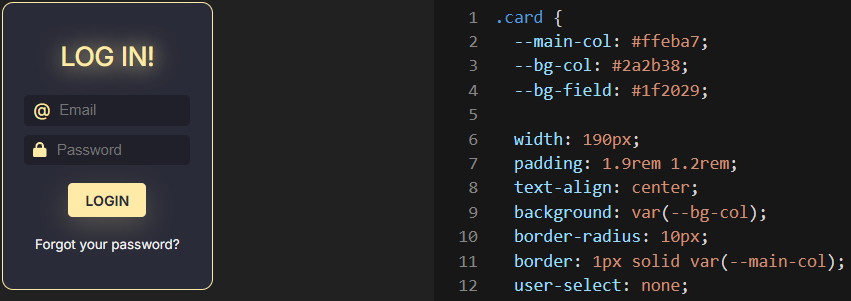 LOG IN!
@ Email
Password
LOGIN
Forgot your password?
1 .card {
2 --main-col: #ffeba7;
3 --bg-col: #2a2b38;
4 --bg-field: #1f2029;
5
6 width: 190px;
7 padding: 1.9rem 1.2rem;
8 text-align: center;
9 background: var(--bg-col);
10 border-radius: 10px;
11 border: 1px solid var(--main-col);
12 user-select: none;